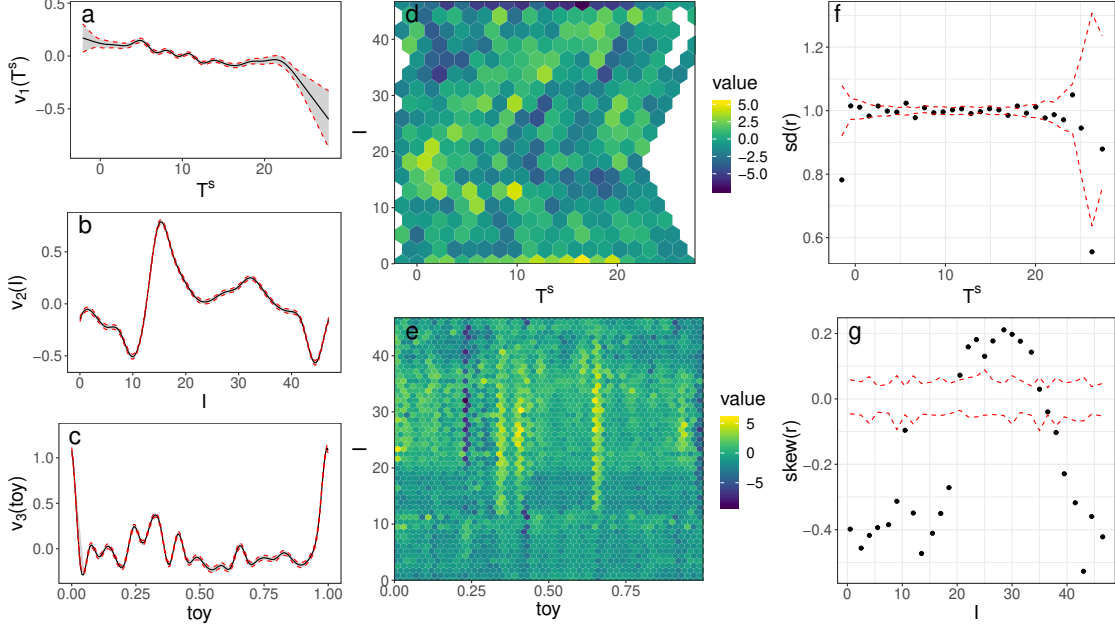 a
0.5
0.0
−0.5
v1(Ts)
0
10
20
Ts
b
0.5
0.0
−0.5
v2(I)
0
10
20
30
40
I
c
1.0
0.5
0.0
v3(toy)
0.00
0.25
0.50
0.75
1.00
toy
d
40
30
20
10
0
I
0
10
20
Ts
value
5.0
2.5
0.0
−2.5
−5.0
e
40
30
20
10
0
I
0.00
0.25
0.50
0.75
toy
value
5
0
−5
f
1.2
1.0
0.8
0.6
sd(r)
0
10
20
Ts
g
0.2
0.0
−0.2
−0.4
skew(r)
0
10
20
30
40
I